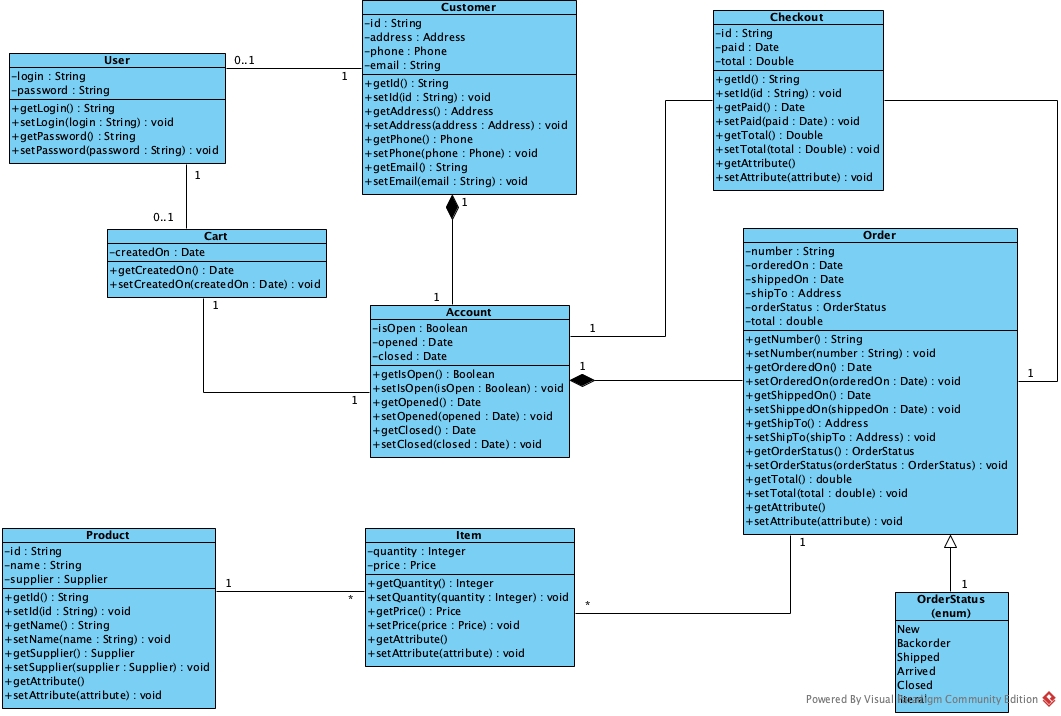 User
-login : String
-password : String
+getLogin() : String
+setLogin(login : String) : void
+getPassword() : String
+setPassword(password : String) : void
0..1
1
Customer
-id : String
-address : Address
-phone : Phone
-email : String
+getId() : String
+setId(id : String) : void
+getAddress() : Address
+setAddress(address : Address) : void
+getPhone() : Phone
+setPhone(phone : Phone) : void
+getEmail() : String
+setEmail(email : String) : void
1
Checkout
-id : String
-paid : Date
-total : Double
+getId() : String
+setId(id : String) : void
+getPaid() : Date
+setPaid(paid : Date) : void
+getTotal() : Double
+setTotal(total : Double) : void
+getAttribute()
+setAttribute(attribute) : void
1
0..1
Cart
-createdOn : Date
+getCreatedOn() : Date
+setCreatedOn(createdOn : Date) : void
1
1
1
Account
-isOpen : Boolean
-opened : Date
-closed : Date
+getIsOpen() : Boolean
+setIsOpen(isOpen : Boolean) : void
+getOpened() : Date
+setOpened(opened : Date) : void
+getClosed() : Date
+setClosed(closed : Date) : void
1
1
Order
-number : String
-orderedOn : Date
-shippedOn : Date
-shipTo : Address
-orderStatus : OrderStatus
-total : double
+getNumber() : String
+setNumber(number : String) : void
+getOrderedOn() : Date
+setOrderedOn(orderedOn : Date) : void
+getShippedOn() : Date
+setShippedOn(shippedOn : Date) : void
+getShipTo() : Address
+setShipTo(shipTo : Address) : void
+getOrderStatus() : OrderStatus
+setOrderStatus(orderStatus : OrderStatus) : void
+getTotal() : double
+setTotal(total : double) : void
+getAttribute()
+setAttribute(attribute) : void
1
Product
-id : String
-name : String
-supplier : Supplier
+getId() : String
+setId(id : String) : void
+getName() : String
+setName(name : String) : void
+getSupplier() : Supplier
+setSupplier(supplier : Supplier) : void
+getAttribute()
+setAttribute(attribute) : void
1
*
Item
-quantity : Integer
-price : Price
+getQuantity() : Integer
+setQuantity(quantity : Integer) : void
+getPrice() : Price
+setPrice(price : Price) : void
+getAttribute()
+setAttribute(attribute) : void
*
1
1
OrderStatus
(enum)
New
Backorder
Shipped
Arrived
Closed
Powered By Visual Paradigm Community Edition